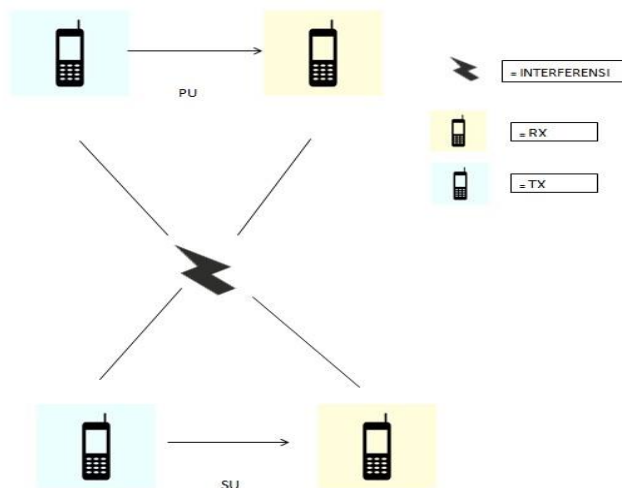 PU
= INTERFERENSI
= RX
= TX
SU